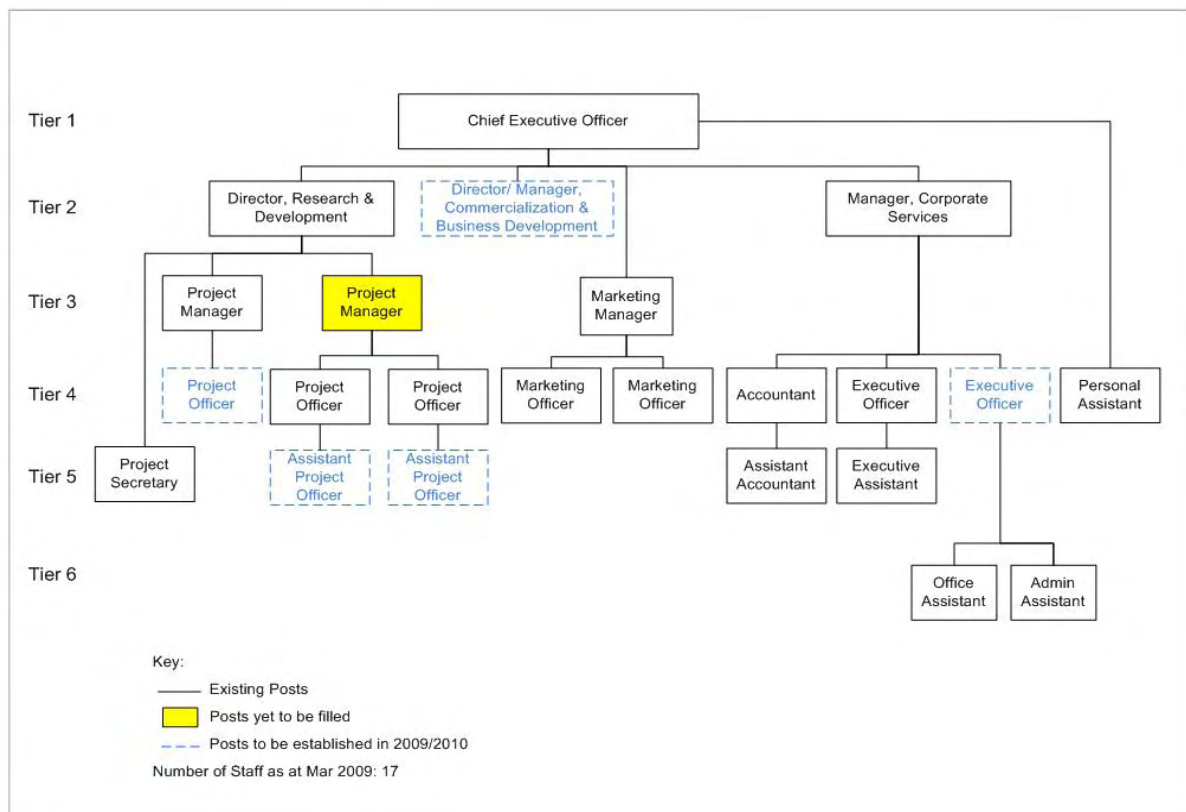 Tier 1
Chief Executive Officer
Tier 2
Director, Research &
Development
Director/ Manager,
Commercialization &
Business Development
Manager, Corporate
Services
Tier 3
Project
Manager
Project
Manager
Marketing
Manager
Tier 4
Project
Officer
Project
Officer
Project
Officer
Marketing
Officer
Marketing
Officer
Accountant
Executive
Officer
Executive
Officer
Personal
Assistant
Tier 5
Project
Secretary
Assistant
Project
Officer
Assistant
Project
Officer
Assistant
Accountant
Executive
Assistant
Tier 6
Office
Assistant
Admin
Assistant
Key:
Existing Posts
Posts yet to be filled
Posts to be established in 2009/2010
Number of Staff as at Mar 2009: 17